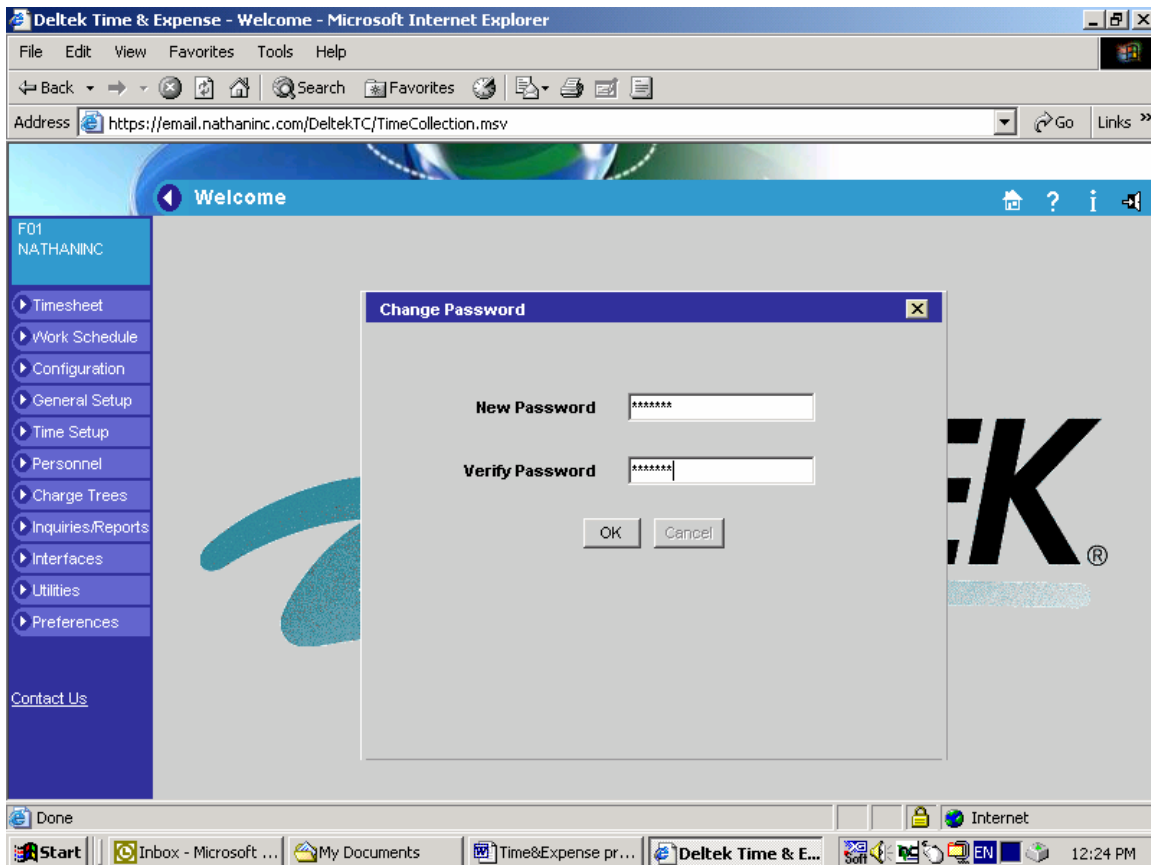 Deltek Time & Expense - Welcome - Microsoft Internet Explorer
File Edit View Favorites Tools Help
Back Search Favorites
Address https://email.nathaninc.com/DeltekTC/TimeCollection.msv Go Links »
Welcome ? i
F01
NATHANINC
Timesheet
Work Schedule
Configuration
General Setup
Time Setup
Personnel
Charge Trees
Inquiries/Reports
Interfaces
Utilities
Preferences
Contact Us
Change Password
New Password *******
Verify Password *******
OK Cancel
EK ®
Done Internet
Start Inbox - Microsoft ... My Documents Time&Expense pr... Deltek Time & E... EN 12:24 PM